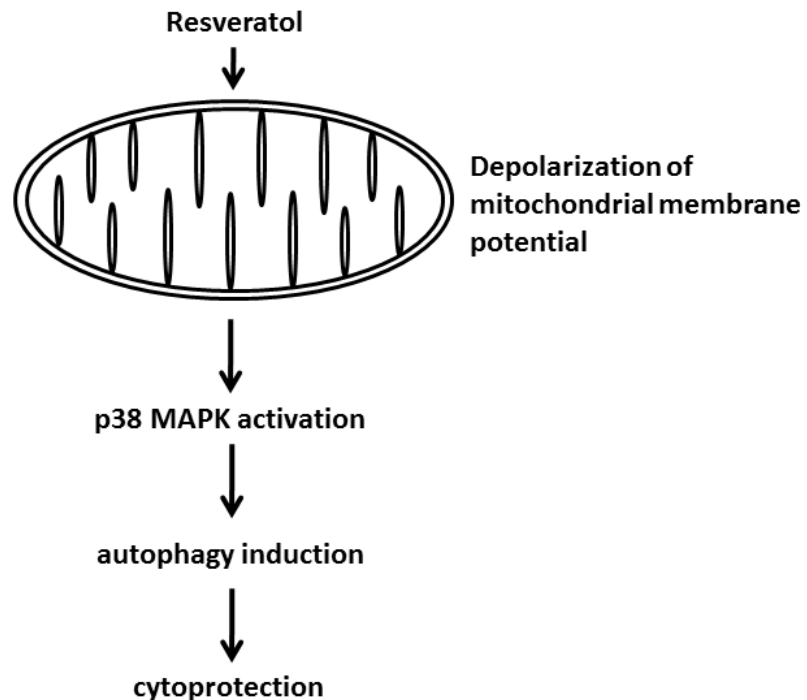 Resveratol
Depolarization of
mitochondrial membrane
potential
p38 MAPK activation
autophagy induction
cytoprotection